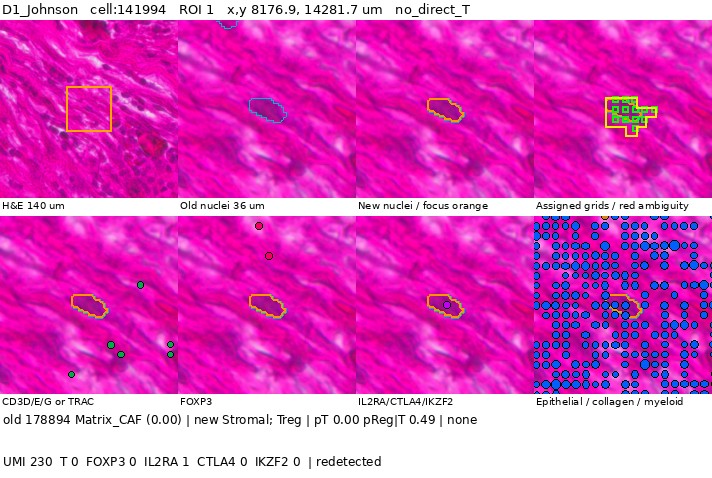 D1_Johnson   cell:141994   ROI 1   x,y 8176.9, 14281.7 um   no_direct_T
H&E 140 um
Old nuclei 36 um
New nuclei / focus orange
Assigned grids / red ambiguity
CD3D/E/G or TRAC
FOXP3
IL2RA/CTLA4/IKZF2
Epithelial / collagen / myeloid
old 178894 Matrix_CAF (0.00) | new Stromal; Treg | pT 0.00 pReg|T 0.49 | none
UMI 230  T 0  FOXP3 0  IL2RA 1  CTLA4 0  IKZF2 0  | redetected